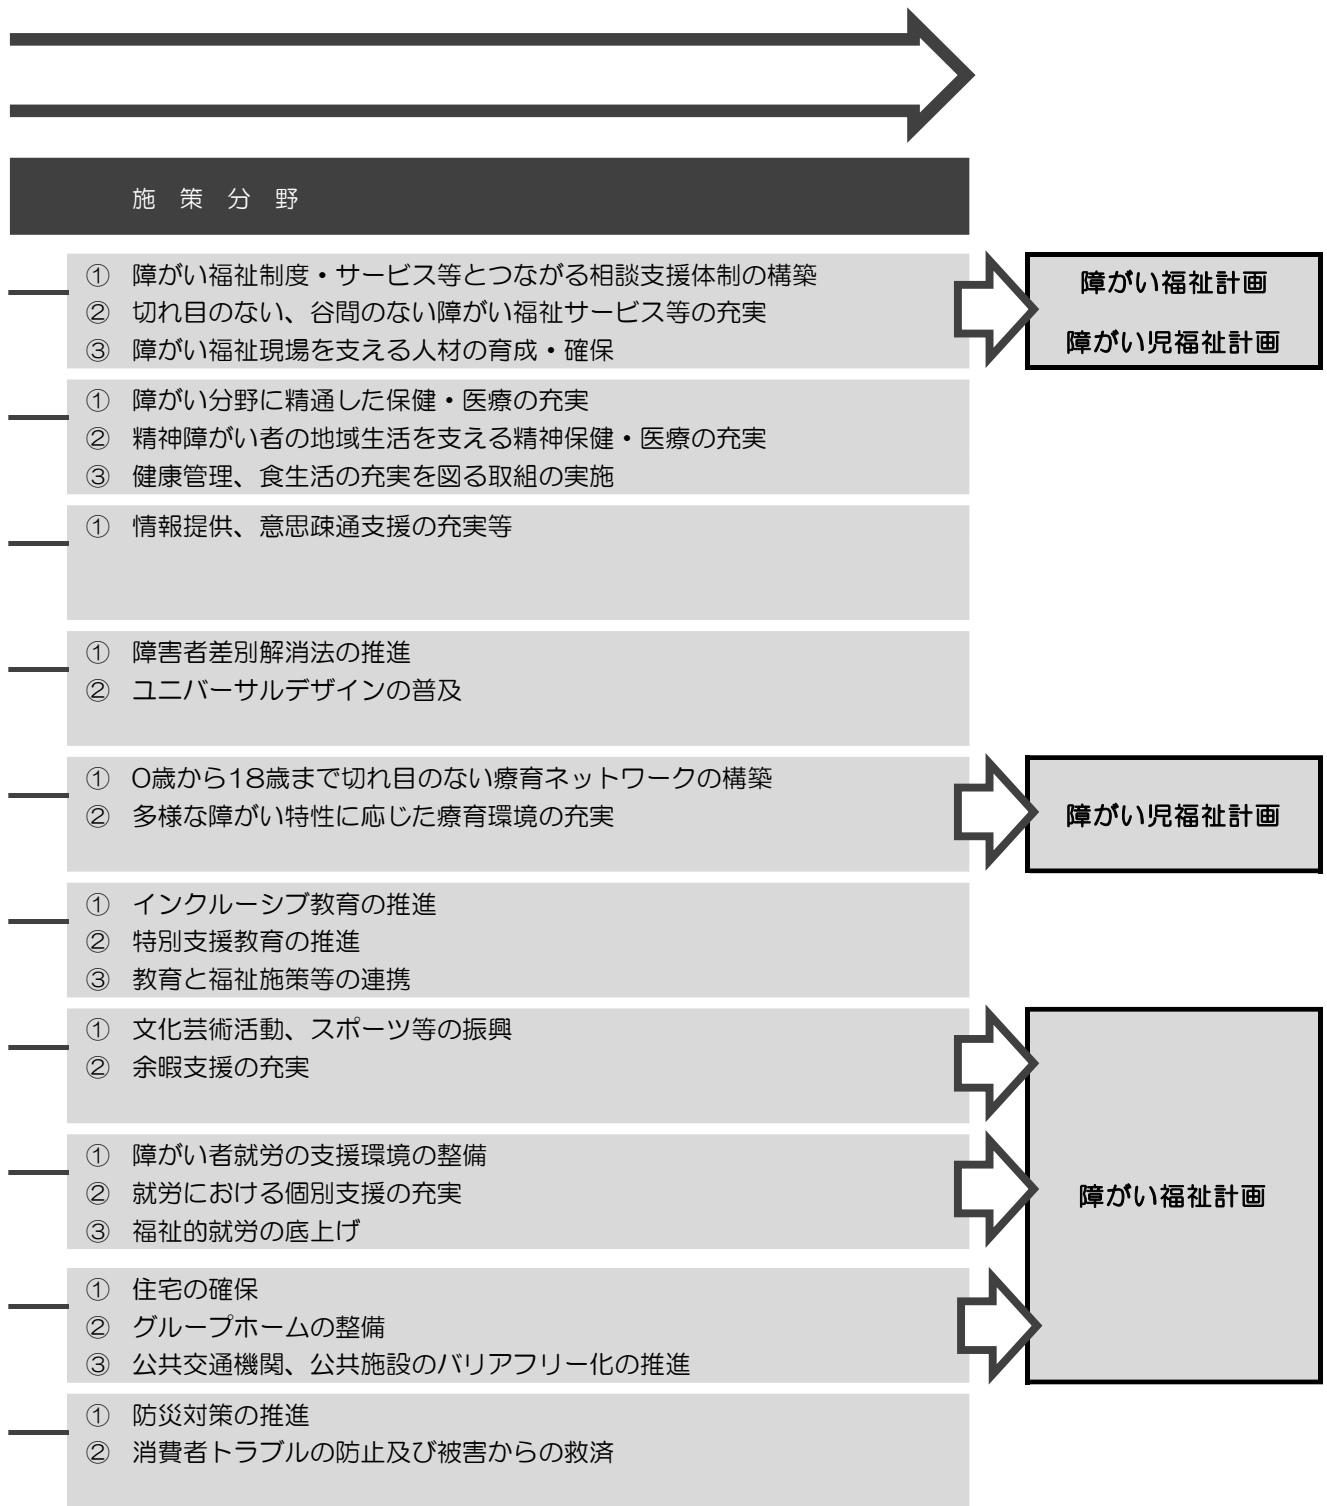 施策分野
① 障がい福祉制度・サービス等とつながる相談支援体制の構築
② 切れ目のない、谷間のない障がい福祉サービス等の充実
③ 障がい福祉現場を支える人材の育成・確保
障がい福祉計画
障がい児福祉計画
① 障がい分野に精通した保健・医療の充実
② 精神障がい者の地域生活を支える精神保健・医療の充実
③ 健康管理、食生活の充実を図る取組の実施
① 情報提供、意思疎通支援の充実等
① 障害者差別解消法の推進
② ユニバーサルデザインの普及
① 0歳から18歳まで切れ目のない療育ネットワークの構築
② 多様な障がい特性に応じた療育環境の充実
障がい児福祉計画
① インクルーシブ教育の推進
② 特別支援教育の推進
③ 教育と福祉施策等の連携
① 文化芸術活動、スポーツ等の振興
② 余暇支援の充実
① 障がい者就労の支援環境の整備
② 就労における個別支援の充実
③ 福祉的就労の底上げ
障がい福祉計画
① 住宅の確保
② グループホームの整備
③ 公共交通機関、公共施設のバリアフリー化の推進
① 防災対策の推進
② 消費者トラブルの防止及び被害からの救済